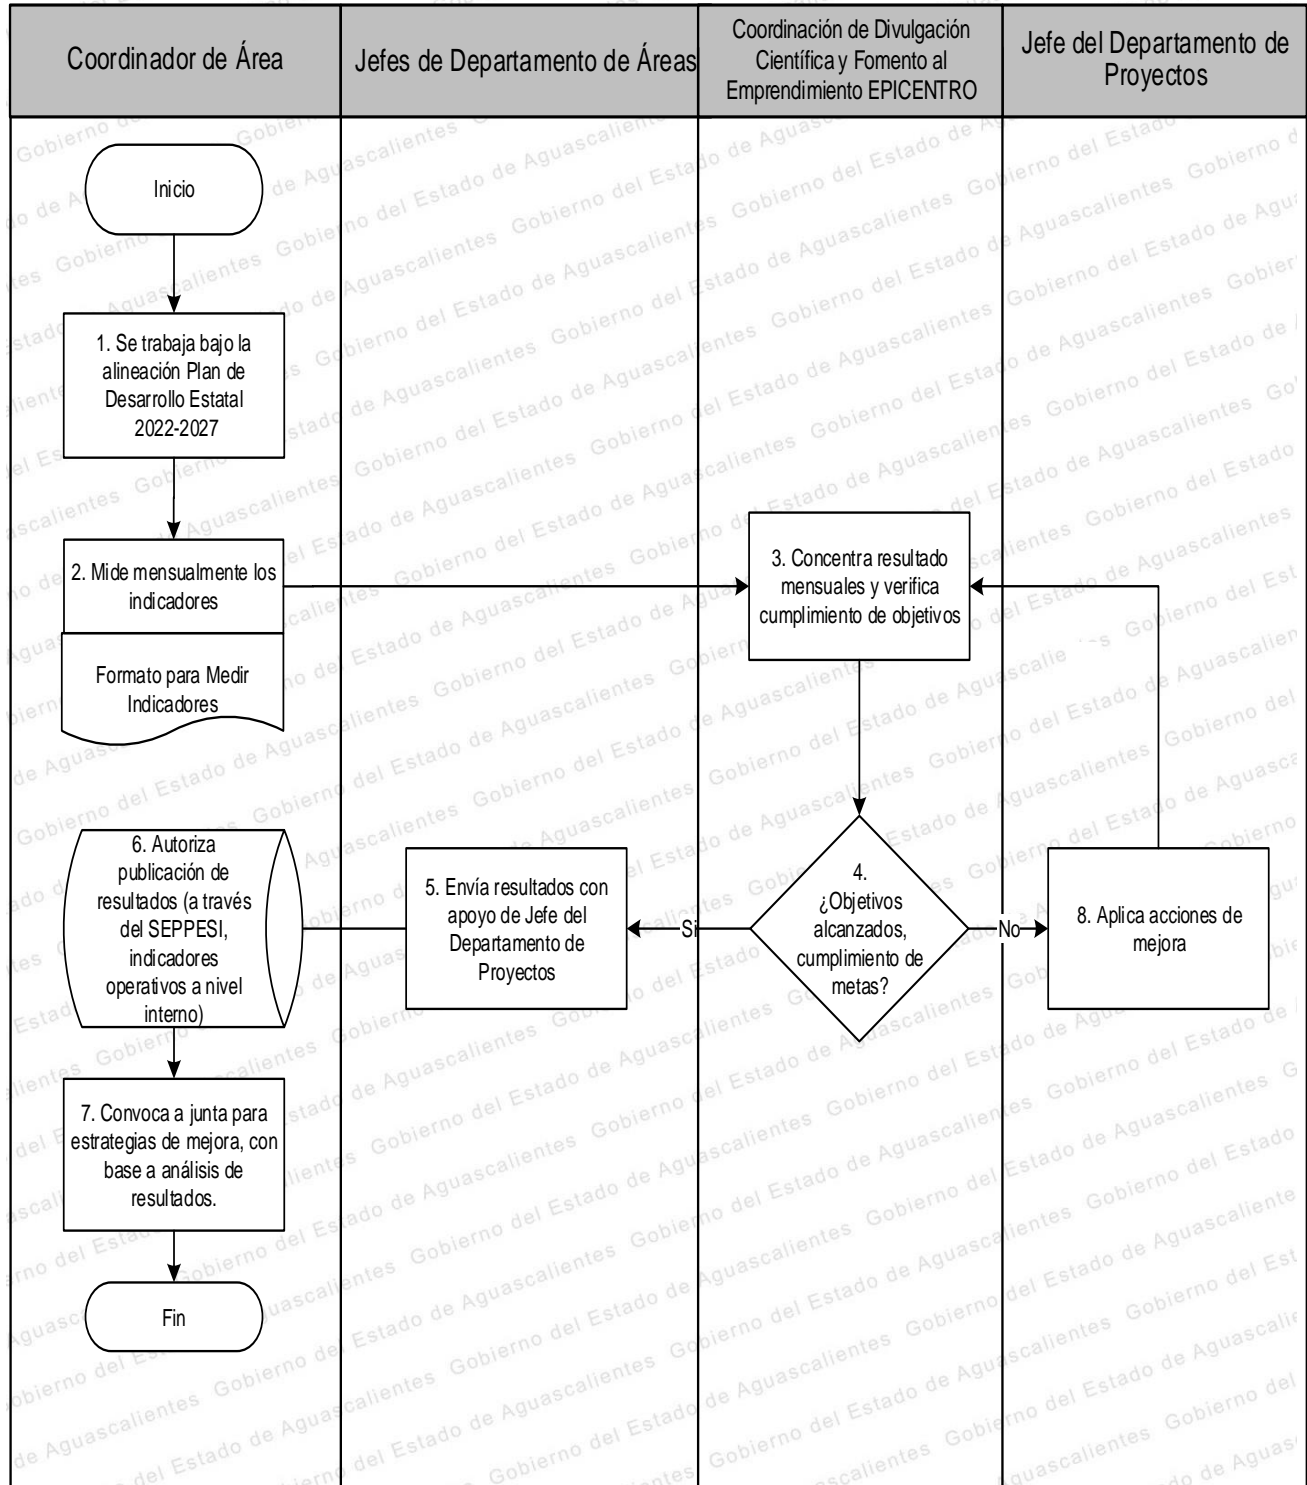 Coordinador de Área
Jefes de Departamento de Áreas
Coordinación de Divulgación
Científica y Fomento al
Emprendimiento EPICENTRO
Jefe del Departamento de
Proyectos
Inicio
1. Se trabaja bajo la
alineación Plan de
Desarrollo Estatal
2022-2027
2. Mide mensualmente los
indicadores
Formato para Medir
Indicadores
3. Concentra resultado
mensuales y verifica
cumplimiento de objetivos
4.
¿Objetivos
alcanzados,
cumplimiento de
metas?
Si
No
5. Envía resultados con
apoyo de Jefe del
Departamento de
Proyectos
8. Aplica acciones de
mejora
6. Autoriza
publicación de
resultados (a través
del SEPPESI,
indicadores
operativos a nivel
interno)
7. Convoca a junta para
estrategias de mejora, con
base a análisis de
resultados.
Fin
Gobierno del Estado de Aguascalientes